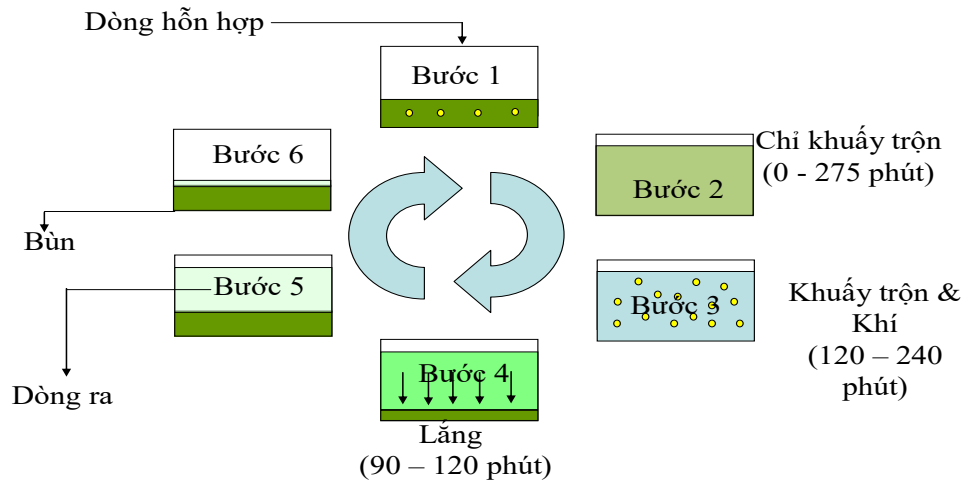 Dòng hỗn hợp
Bước 1
Bước 6
Chỉ khuấy trộn
(0 - 275 phút)
Bước 2
Bùn
Bước 5
Bước 3
Khuấy trộn &
Khí
(120 – 240
phút)
Bước 4
Dòng ra
Lắng
(90 – 120 phút)